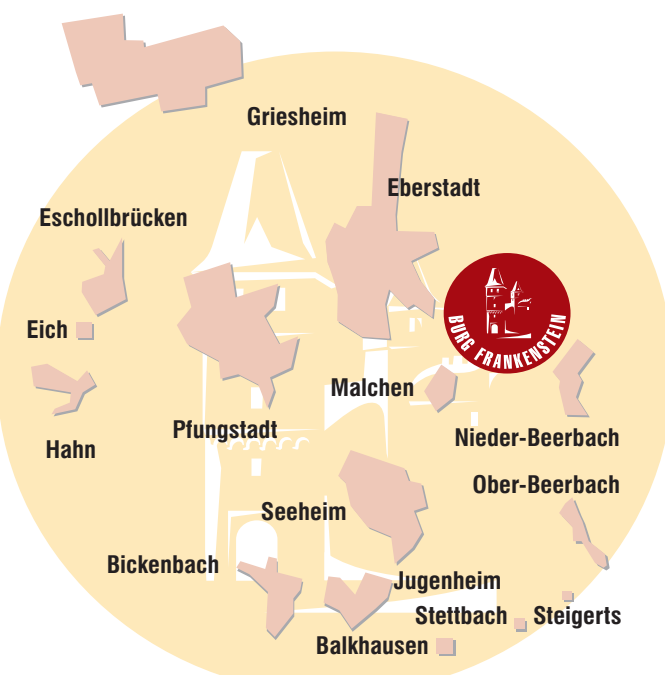 Griesheim
Eberstadt
Eschollbrücken
BURG FRANKENSTEIN
Eich
Malchen
Pfungstadt
Nieder-Beerbach
Hahn
Ober-Beerbach
Seeheim
Bickenbach
Jugenheim
Stettbach
Steigerts
Balkhausen